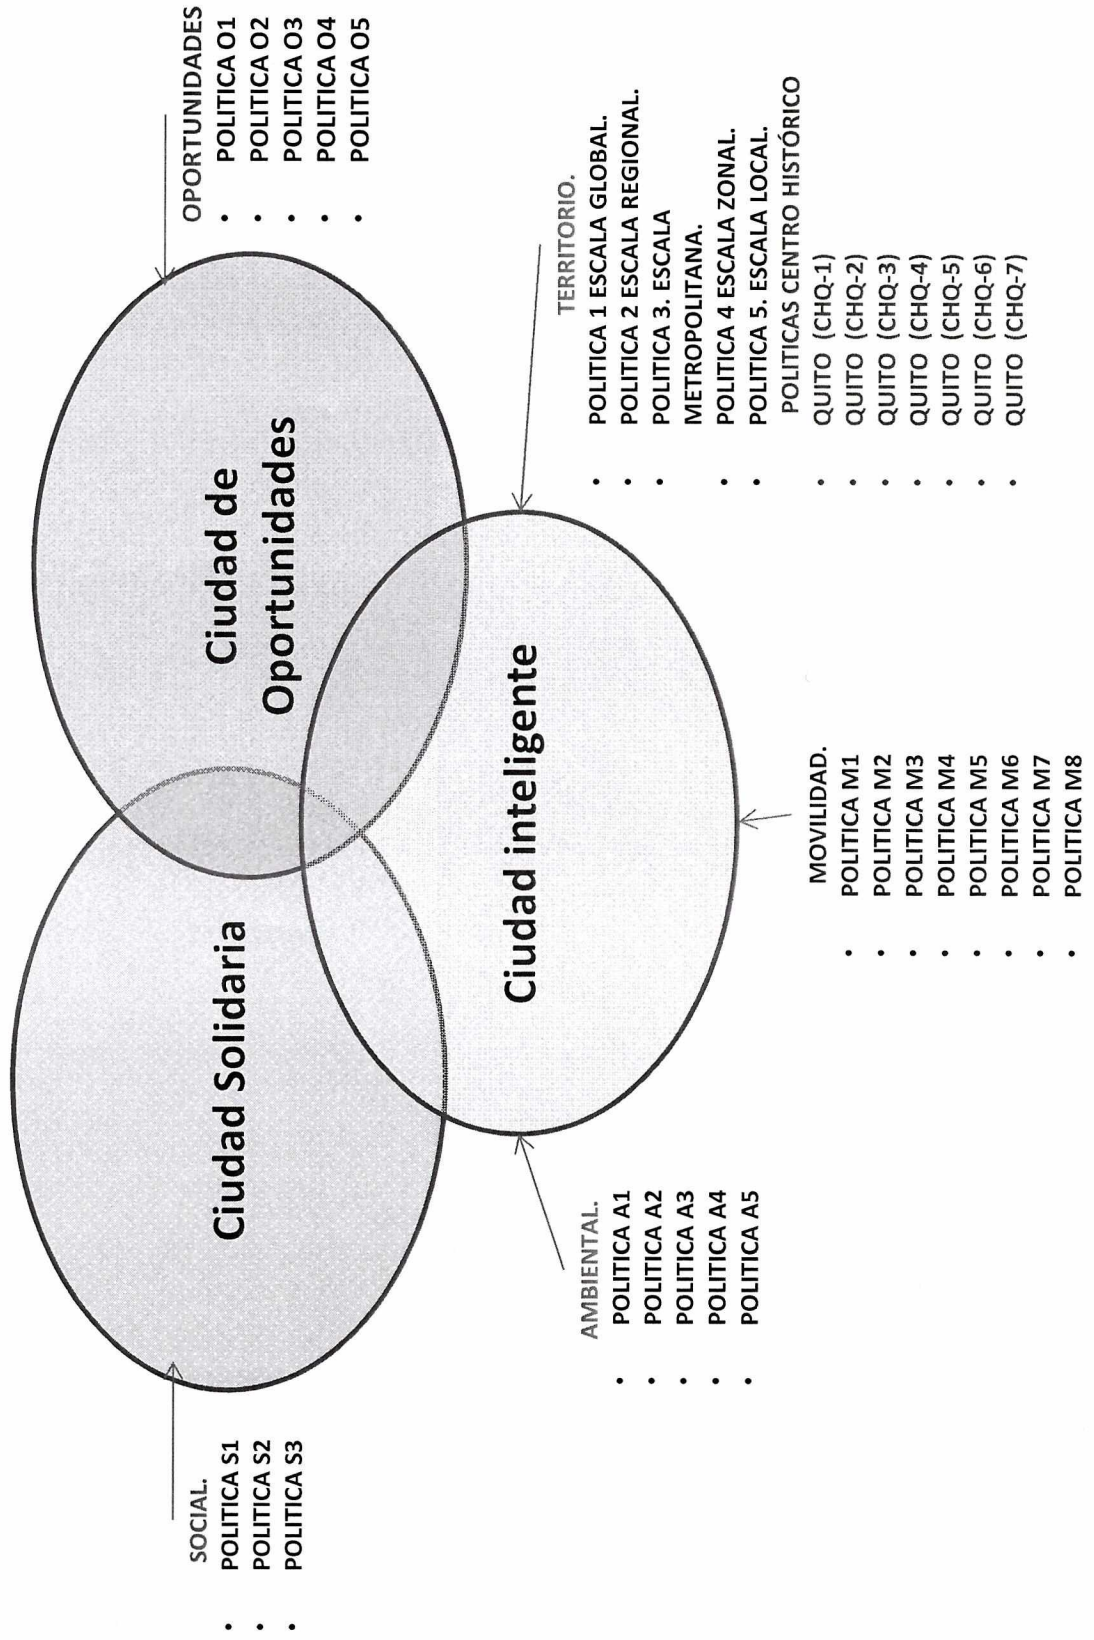 Ciudad Solidaria
Ciudad de
Oportunidades
Ciudad inteligente
SOCIAL.
• POLITICA S1
• POLITICA S2
• POLITICA S3
OPORTUNIDADES
• POLITICA O1
• POLITICA O2
• POLITICA O3
• POLITICA O4
• POLITICA O5
AMBIENTAL.
• POLITICA A1
• POLITICA A2
• POLITICA A3
• POLITICA A4
• POLITICA A5
MOVILIDAD.
• POLITICA M1
• POLITICA M2
• POLITICA M3
• POLITICA M4
• POLITICA M5
• POLITICA M6
• POLITICA M7
• POLITICA M8
TERRITORIO.
• POLITICA 1 ESCALA GLOBAL.
• POLITICA 2 ESCALA REGIONAL.
• POLITICA 3. ESCALA
METROPOLITANA.
• POLITICA 4 ESCALA ZONAL.
• POLITICA 5. ESCALA LOCAL.
POLITICAS CENTRO HISTÓRICO
• QUITO (CHQ-1)
• QUITO (CHQ-2)
• QUITO (CHQ-3)
• QUITO (CHQ-4)
• QUITO (CHQ-5)
• QUITO (CHQ-6)
• QUITO (CHQ-7)